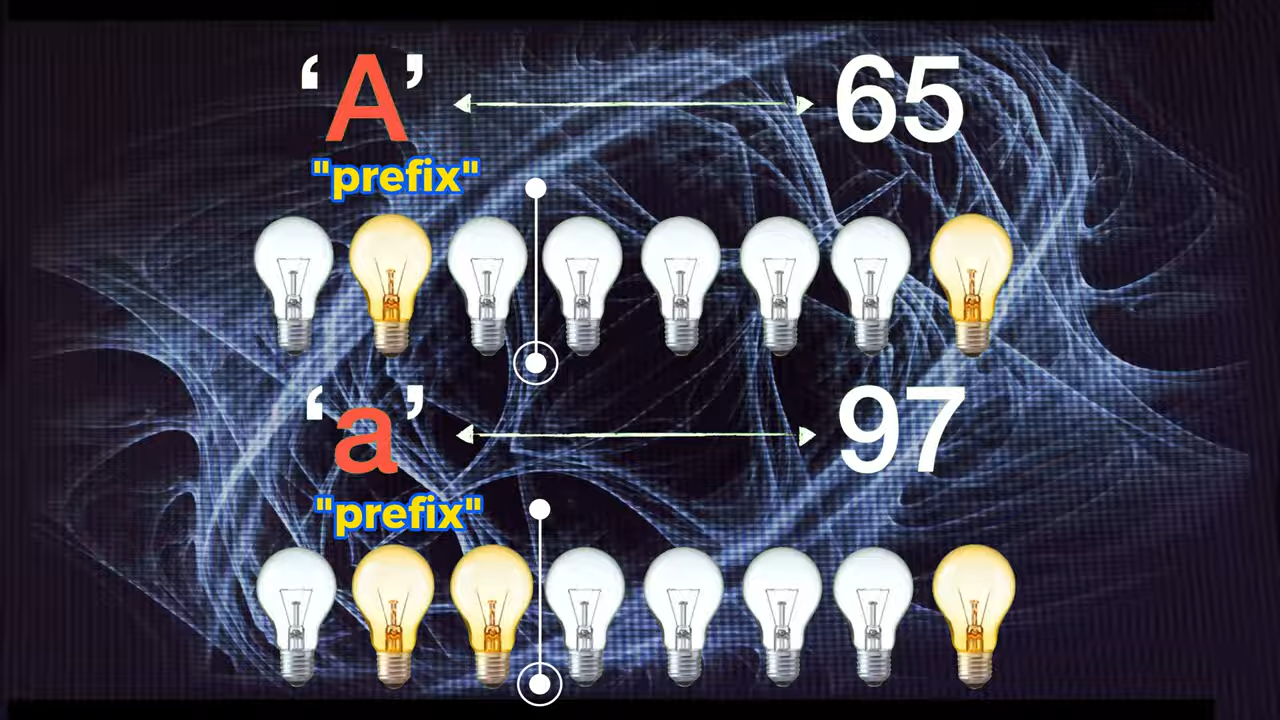 ‘A’ 65
"prefix"
‘a’ 97
"prefix"